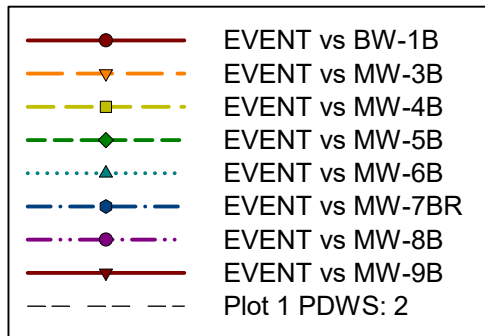 EVENT vs BW-1B
EVENT vs MW-3B
EVENT vs MW-4B
EVENT vs MW-5B
EVENT vs MW-6B
EVENT vs MW-7BR
EVENT vs MW-8B
EVENT vs MW-9B
Plot 1 PDWS: 2